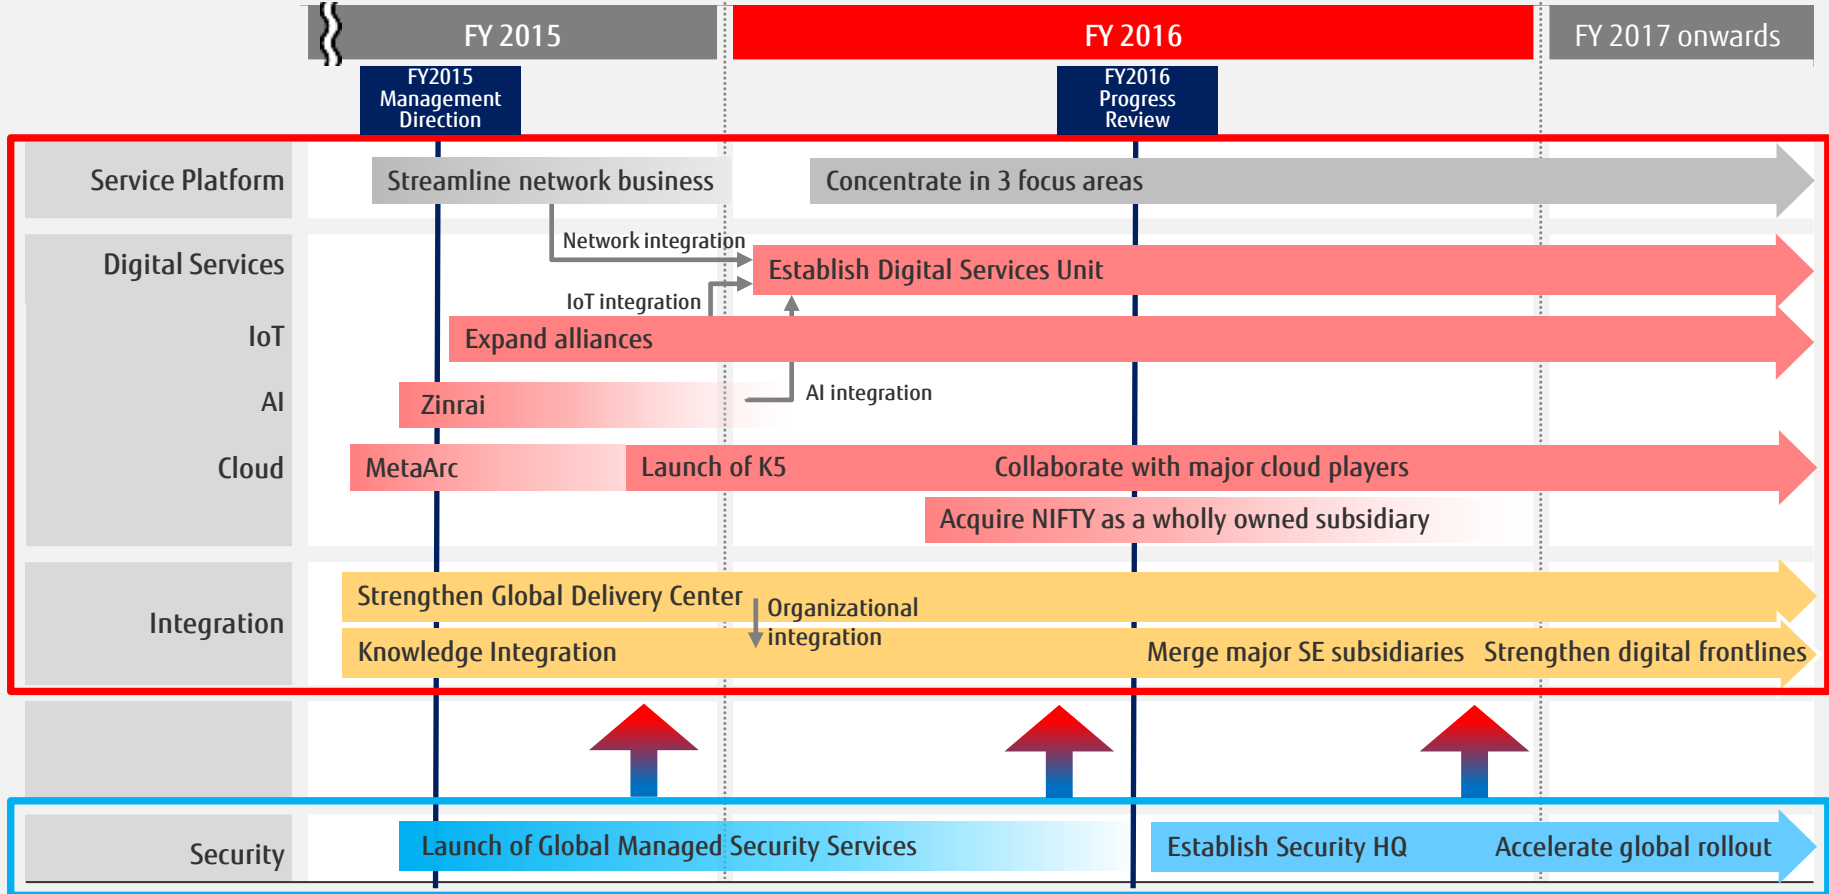 FY 2015
FY 2016
FY 2017 onwards
FY2015
Management
Direction
FY2016
Progress
Review
Service Platform
Streamline network business
Concentrate in 3 focus areas
Network integration
Digital Services
Establish Digital Services Unit
IoT integration
IoT
Expand alliances
AI
Zinrai
AI integration
Cloud
MetaArc
Launch of K5
Collaborate with major cloud players
Acquire NIFTY as a wholly owned subsidiary
Integration
Strengthen Global Delivery Center
Organizational
integration
Knowledge Integration
Merge major SE subsidiaries
Strengthen digital frontlines
Security
Launch of Global Managed Security Services
Establish Security HQ
Accelerate global rollout